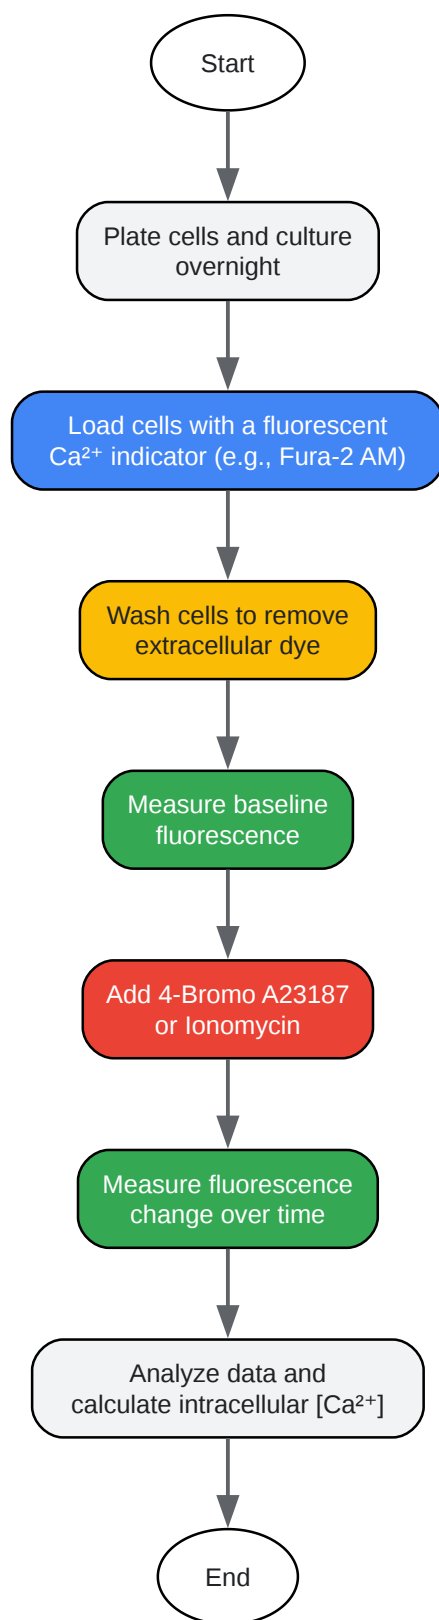 Start
Plate cells and culture
overnight
Load cells with a fluorescent
Ca²⁺ indicator (e.g., Fura-2 AM)
Wash cells to remove
extracellular dye
Measure baseline
fluorescence
Add 4-Bromo A23187
or Ionomycin
Measure fluorescence
change over time
Analyze data and
calculate intracellular [Ca²⁺]
End